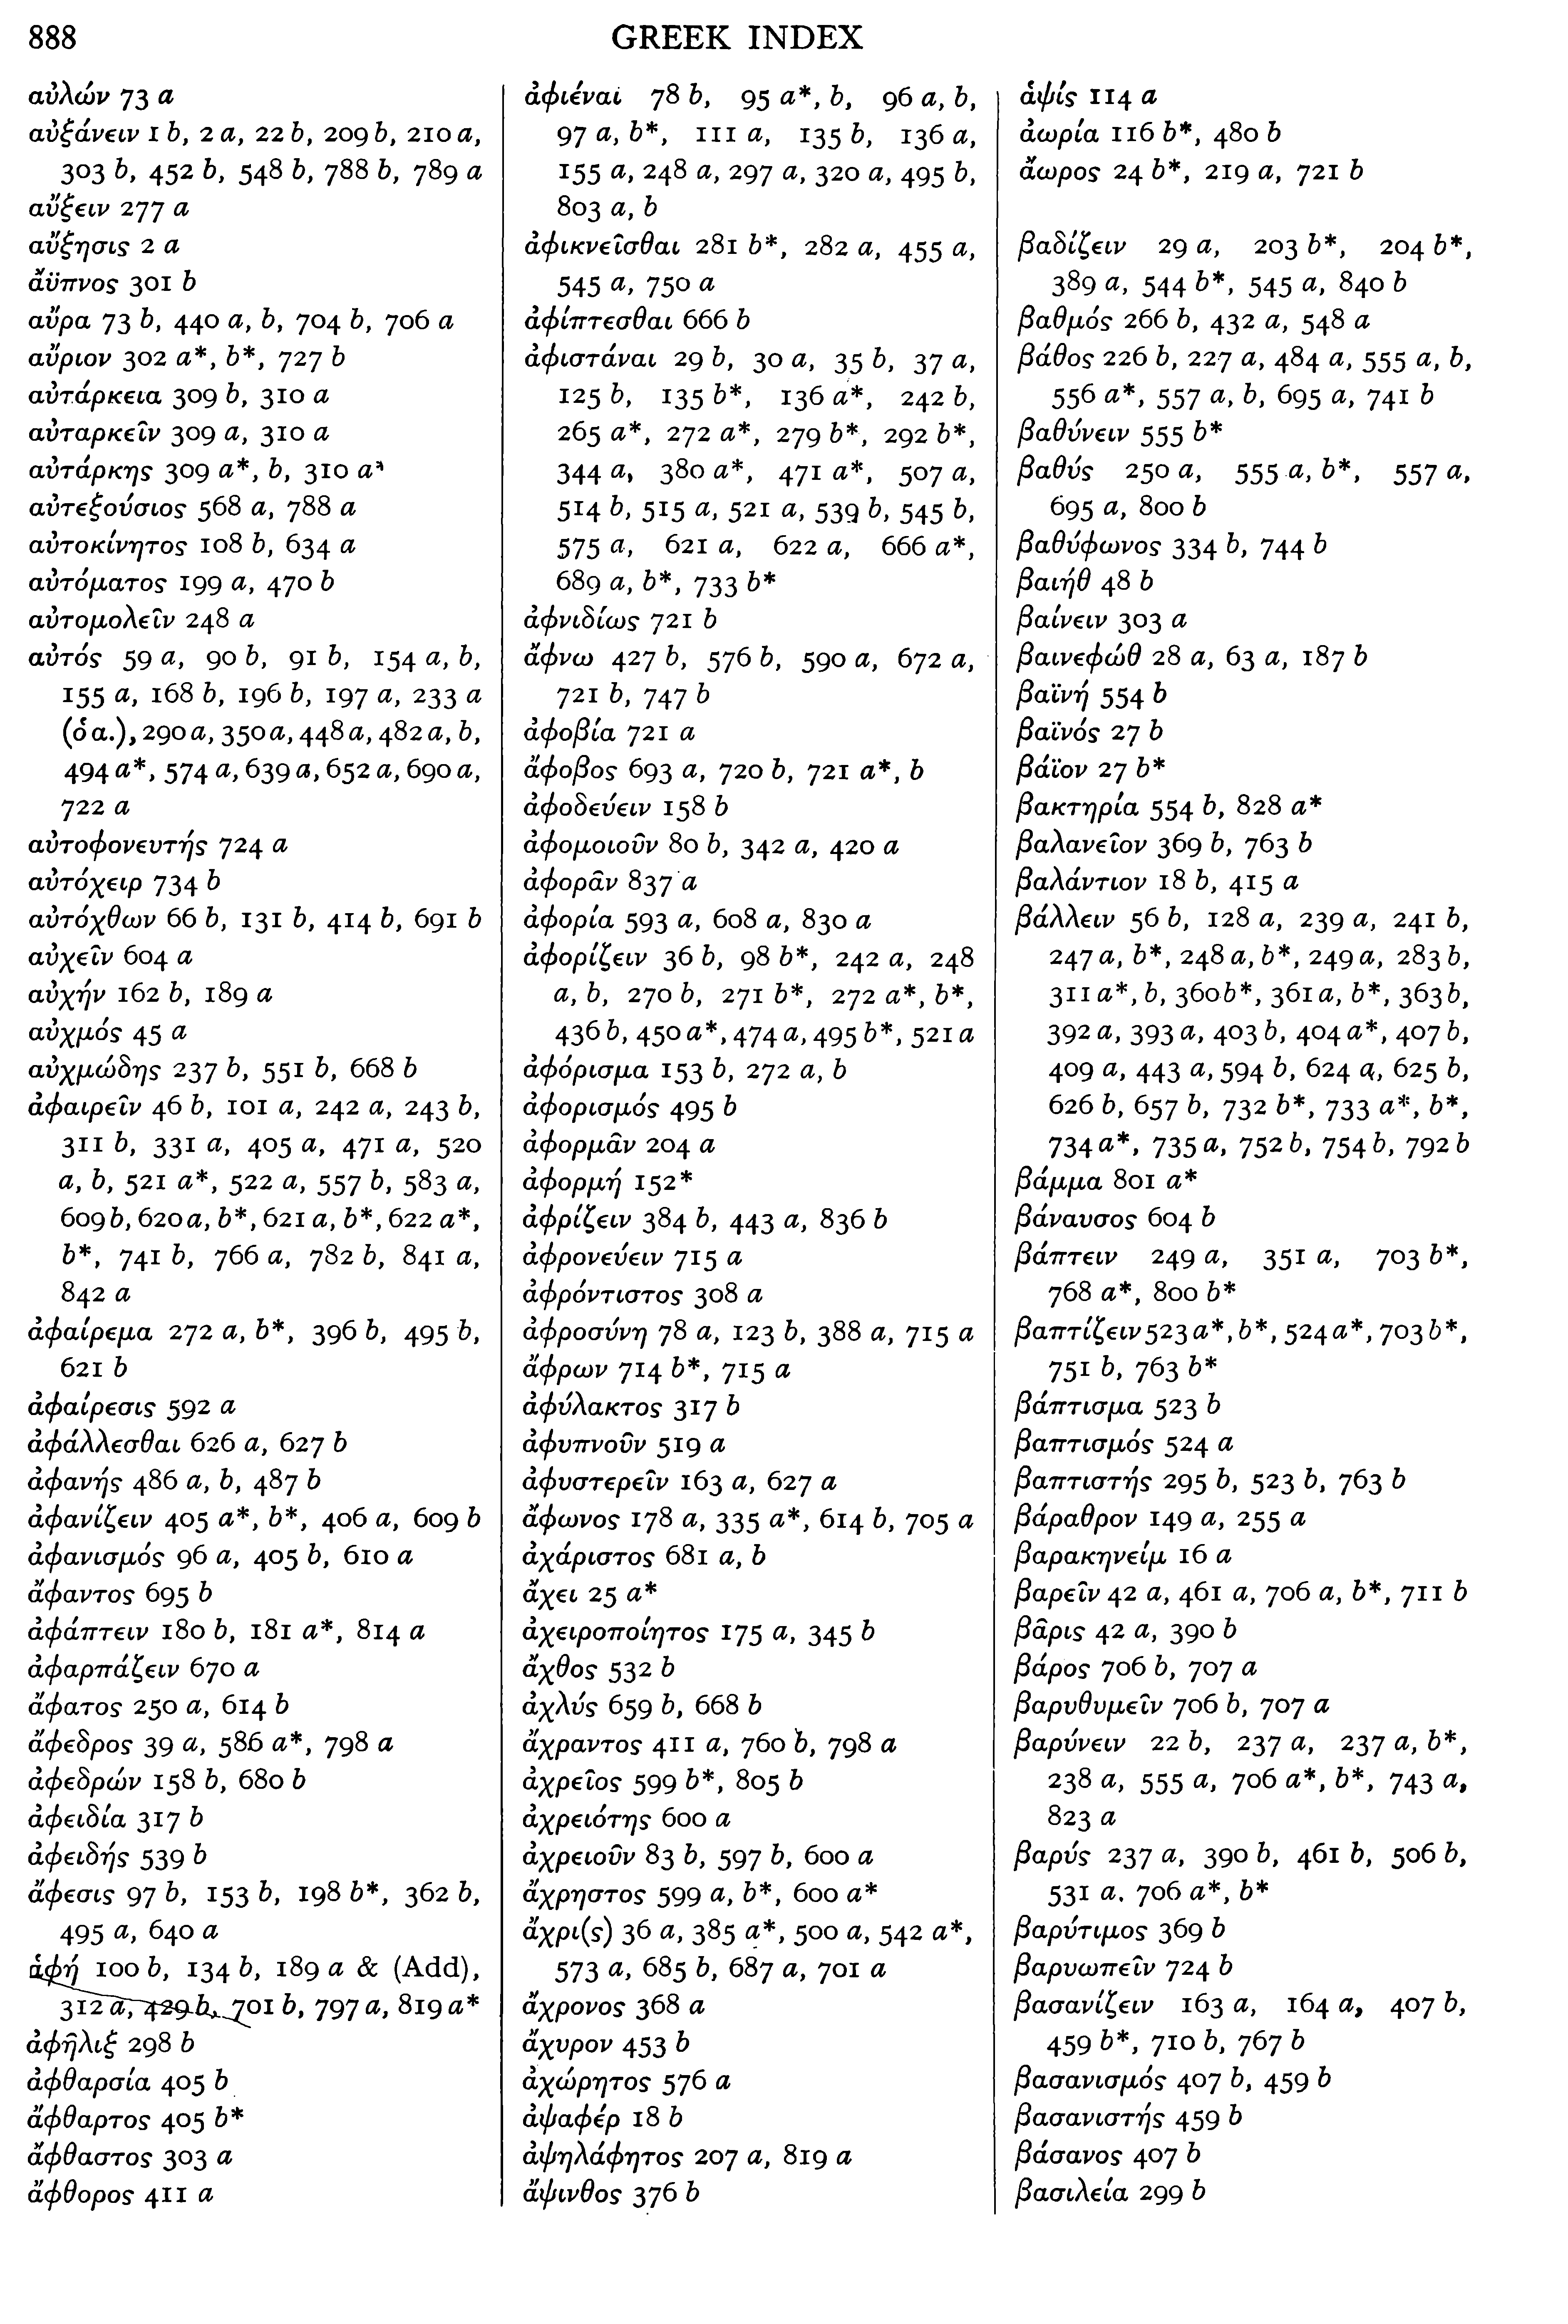 888
GREEK INDEX
αὐλών 73 a
αὐξάνειν 1 b, 2 a, 22 b, 209 b, 210 a,
303 b, 452 b, 548 b, 788 b, 789 a
αὔξειν 277 a
αὔξησις 2 a
ἄϋπνος 301 b
αὔρα 73 b, 440 a, b, 704 b, 706 a
αὔριον 302 a*, b*, 727 b
αὐτάρκεια 309 b, 310 a
αὐταρκεῖν 309 a, 310 a
αὐτάρκης 309 a*, b, 310 a*
αὐτεξούσιος 568 a, 788 a
αὐτοκίνητος 108 b, 634 a
αὐτόματος 199 a, 470 b
αὐτομολεῖν 248 a
αὐτός 59 a, 90 b, 91 b, 154 a, b,
155 a, 168 b, 196 b, 197 a, 233 a
(ὁ α.), 290 a, 350 a, 448 a, 482 a, b,
494 a*, 574 a, 639 a, 652 a, 690 a,
722 a
αὐτοφονευτής 724 a
αὐτόχειρ 734 b
αὐτόχθων 66 b, 131 b, 414 b, 691 b
αὐχεῖν 604 a
αὐχήν 162 b, 189 a
αὐχμός 45 a
αὐχμώδης 237 b, 551 b, 668 b
ἀφαιρεῖν 46 b, 101 a, 242 a, 243 b,
311 b, 331 a, 405 a, 471 a, 520
a, b, 521 a*, 522 a, 557 b, 583 a,
609 b, 620 a, b*, 621 a, b*, 622 a*,
b*, 741 b, 766 a, 782 b, 841 a,
842 a
ἀφαίρεμα 272 a, b*, 396 b, 495 b,
621 b
ἀφαίρεσις 592 a
ἀφάλλεσθαι 626 a, 627 b
ἀφανής 486 a, b, 487 b
ἀφανίζειν 405 a*, b*, 406 a, 609 b
ἀφανισμός 96 a, 405 b, 610 a
ἄφαντος 695 b
ἀφάπτειν 180 b, 181 a*, 814 a
ἀφαρπάζειν 670 a
ἄφατος 250 a, 614 b
ἄφεδρος 39 a, 586 a*, 798 a
ἀφεδρών 158 b, 680 b
ἀφειδία 317 b
ἀφειδής 539 b
ἄφεσις 97 b, 153 b, 198 b*, 362 b,
495 a, 640 a
ἁφή 100 b, 134 b, 189 a & (Add),
312 a, 429 b, 701 b, 797 a, 819 a*
ἀφῆλιξ 298 b
ἀφθαρσία 405 b
ἄφθαρτος 405 b*
ἄφθαστος 303 a
ἄφθορος 411 a
ἀφιέναι 78 b, 95 a*, b, 96 a, b,
97 a, b*, 111 a, 135 b, 136 a,
155 a, 248 a, 297 a, 320 a, 495 b,
803 a, b
ἀφικνεῖσθαι 281 b*, 282 a, 455 a,
545 a, 750 a
ἀφίπτεσθαι 666 b
ἀφιστάναι 29 b, 30 a, 35 b, 37 a,
125 b, 135 b*, 136 a*, 242 b,
265 a*, 272 a*, 279 b*, 292 b*,
344 a, 380 a*, 471 a*, 507 a,
514 b, 515 a, 521 a, 539 b, 545 b,
575 a, 621 a, 622 a, 666 a*,
689 a, b*, 733 b*
ἀφνιδίως 721 b
ἄφνω 427 b, 576 b, 590 a, 672 a,
721 b, 747 b
ἀφοβία 721 a
ἄφοβος 693 a, 720 b, 721 a*, b
ἀφοδεύειν 158 b
ἀφομοιοῦν 80 b, 342 a, 420 a
ἀφορᾶν 837 a
ἀφορία 593 a, 608 a, 830 a
ἀφορίζειν 36 b, 98 b*, 242 a, 248
a, b, 270 b, 271 b*, 272 a*, b*,
436 b, 450 a*, 474 a, 495 b*, 521 a
ἀφόρισμα 153 b, 272 a, b
ἀφορισμός 495 b
ἀφορμᾶν 204 a
ἀφορμή 152*
ἀφρίζειν 384 b, 443 a, 836 b
ἀφρονεύειν 715 a
ἀφρόντιστος 308 a
ἀφροσύνη 78 a, 123 b, 388 a, 715 a
ἄφρων 714 b*, 715 a
ἀφύλακτος 317 b
ἀφυπνοῦν 519 a
ἀφυστερεῖν 163 a, 627 a
ἄφωνος 178 a, 335 a*, 614 b, 705 a
ἀχάριστος 681 a, b
ἄχει 25 a*
ἀχειροποίητος 175 a, 345 b
ἄχθος 532 b
ἀχλύς 659 b, 668 b
ἄχραντος 411 a, 760 b, 798 a
ἀχρεῖος 599 b*, 805 b
ἀχρειότης 600 a
ἀχρειοῦν 83 b, 597 b, 600 a
ἄχρηστος 599 a, b*, 600 a*
ἄχρι(ς) 36 a, 385 a*, 500 a, 542 a*,
573 a, 685 b, 687 a, 701 a
ἄχρονος 368 a
ἄχυρον 453 b
ἀχώρητος 576 a
ἀψαφέρ 18 b
ἀψηλάφητος 207 a, 819 a
ἄψινθος 376 b
ἁψίς 114 a
ἀωρία 116 b*, 480 b
ἄωρος 24 b*, 219 a, 721 b
βαδίζειν 29 a, 203 b*, 204 b*,
389 a, 544 b*, 545 a, 840 b
βαθμός 266 b, 432 a, 548 a
βάθος 226 b, 227 a, 484 a, 555 a, b,
556 a*, 557 a, b, 695 a, 741 b
βαθύνειν 555 b*
βαθύς 250 a, 555 a, b*, 557 a,
695 a, 800 b
βαθύφωνος 334 b, 744 b
βαιήθ 48 b
βαίνειν 303 a
βαινεφώθ 28 a, 63 a, 187 b
βαϊνή 554 b
βαϊνός 27 b
βάϊον 27 b*
βακτηρία 554 b, 828 a*
βαλανεῖον 369 b, 763 b
βαλάντιον 18 b, 415 a
βάλλειν 56 b, 128 a, 239 a, 241 b,
247 a, b*, 248 a, b*, 249 a, 283 b,
311 a*, b, 360 b*, 361 a, b*, 363 b,
392 a, 393 a, 403 b, 404 a*, 407 b,
409 a, 443 a, 594 b, 624 a, 625 b,
626 b, 657 b, 732 b*, 733 a*, b*,
734 a*, 735 a, 752 b, 754 b, 792 b
βάμμα 801 a*
βάναυσος 604 b
βάπτειν 249 a, 351 a, 703 b*,
768 a*, 800 b*
βαπτίζειν 523 a*, b*, 524 a*, 703 b*,
751 b, 763 b*
βάπτισμα 523 b
βαπτισμός 524 a
βαπτιστής 295 b, 523 b, 763 b
βάραθρον 149 a, 255 a
βαρακηνείμ 16 a
βαρεῖν 42 a, 461 a, 706 a, b*, 711 b
βᾶρις 42 a, 390 b
βάρος 706 b, 707 a
βαρυθυμεῖν 706 b, 707 a
βαρύνειν 22 b, 237 a, 237 a, b*,
238 a, 555 a, 706 a*, b*, 743 a,
823 a
βαρύς 237 a, 390 b, 461 b, 506 b,
531 a. 706 a*, b*
βαρύτιμος 369 b
βαρυωπεῖν 724 b
βασανίζειν 163 a, 164 a, 407 b,
459 b*, 710 b, 767 b
βασανισμός 407 b, 459 b
βασανιστής 459 b
βάσανος 407 b
βασιλεία 299 b